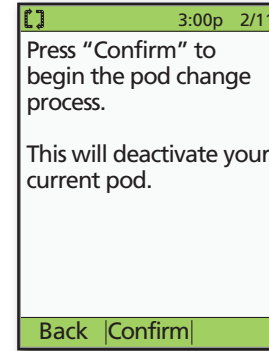 3:00p 2/11
Press “Confirm” to
begin the pod change
process.
This will deactivate your
current pod.
Back Confirm